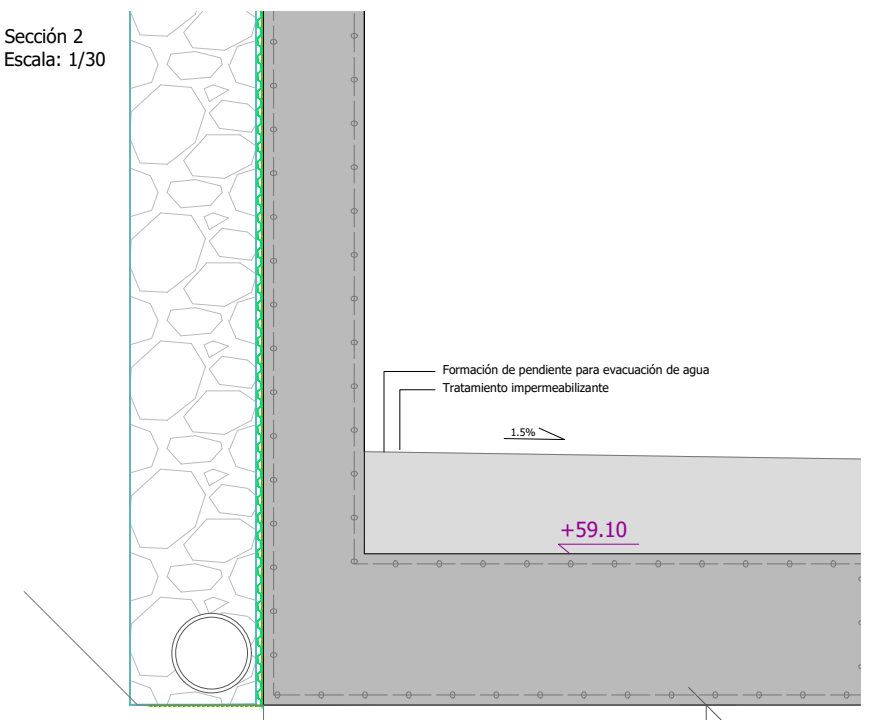 Sección 2
Escala: 1/30
Formación de pendiente para evacuación de agua
Tratamiento impermeabilizante
1.5%
+59.10